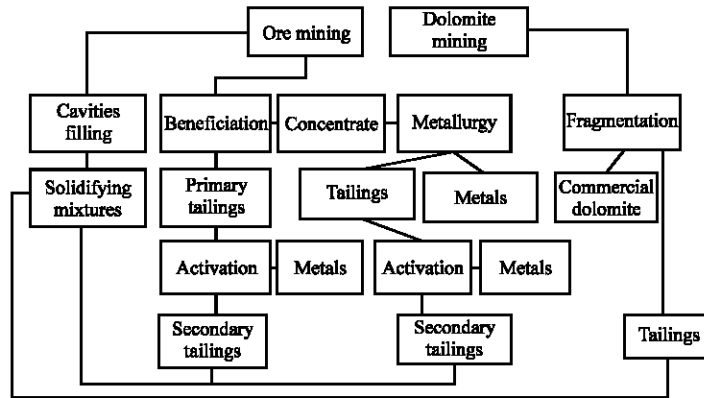 Ore mining
Dolomite
mining
Cavities
filling
Beneficiation
Concentrate
Metallurgy
Fragmentation
Solidifying
mixtures
Primary
tailings
Tailings
Metals
Commercial
dolomite
Activation
Metals
Activation
Metals
Secondary
tailings
Secondary
tailings
Tailings